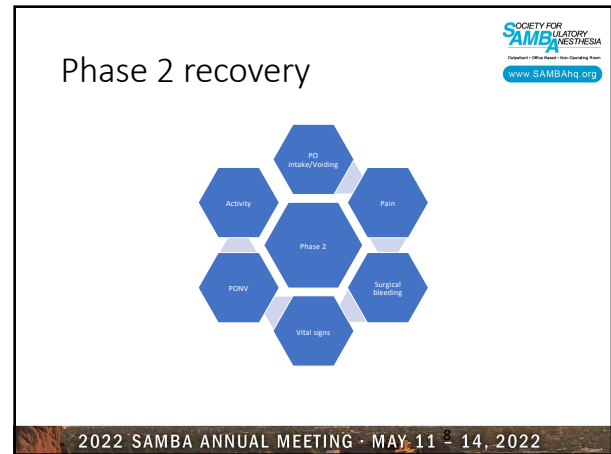 SOCIETY FOR
AMBULATORY
ANESTHESIA
Outpatient • Office Based • Non-Operating Room
www.SAMBAhq.org
Phase 2 recovery
PO
intake/Voiding
Activity
Pain
Phase 2
PONV
Surgical
bleeding
Vital signs
8
2022 SAMBA ANNUAL MEETING · MAY 11 - 14, 2022